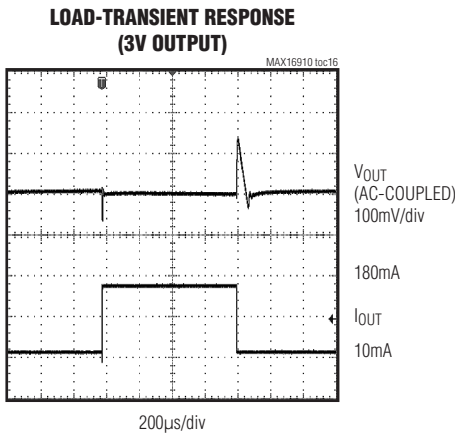 LOAD-TRANSIENT RESPONSE
(3V OUTPUT)
MAX16910 toc16
VOUT
(AC-COUPLED)
100mV/div
180mA
IOUT
10mA
200µs/div